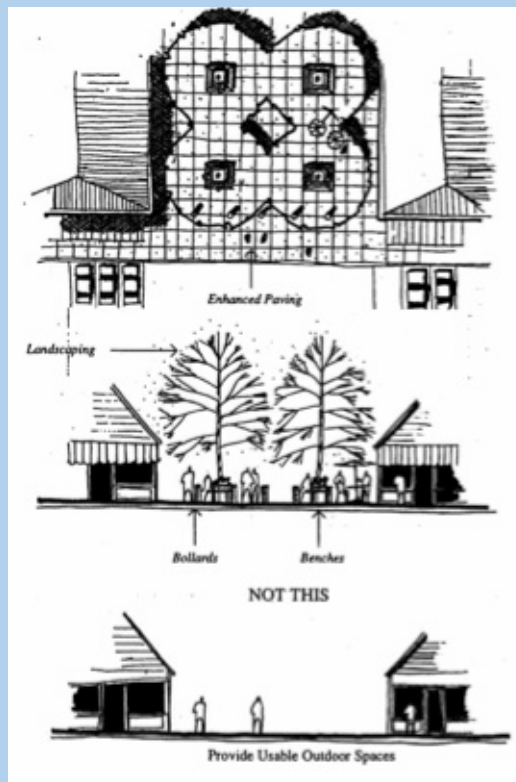 Enhanced Paving
Landscaping
Bollards
Benches
NOT THIS
Provide Usable Outdoor Spaces